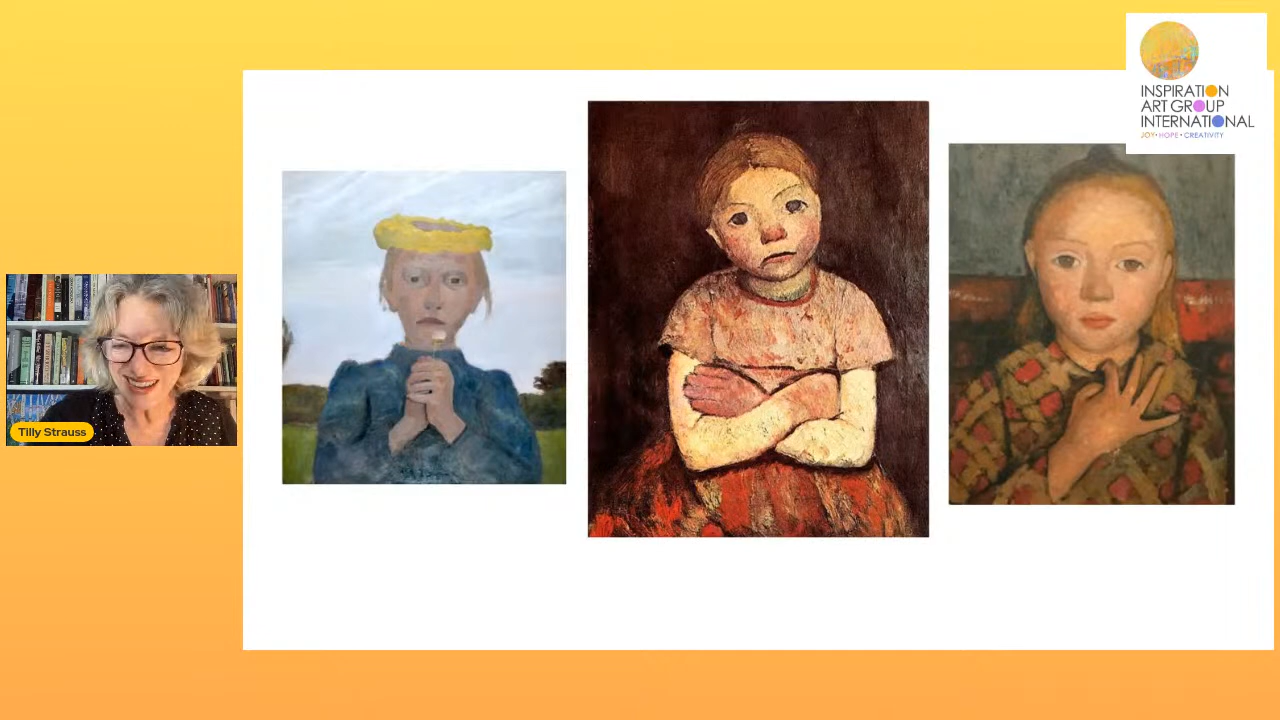 INSPIRATION
ART GROUP
INTERNATIONAL
JOY • HOPE • CREATIVITY
Tilly Strauss